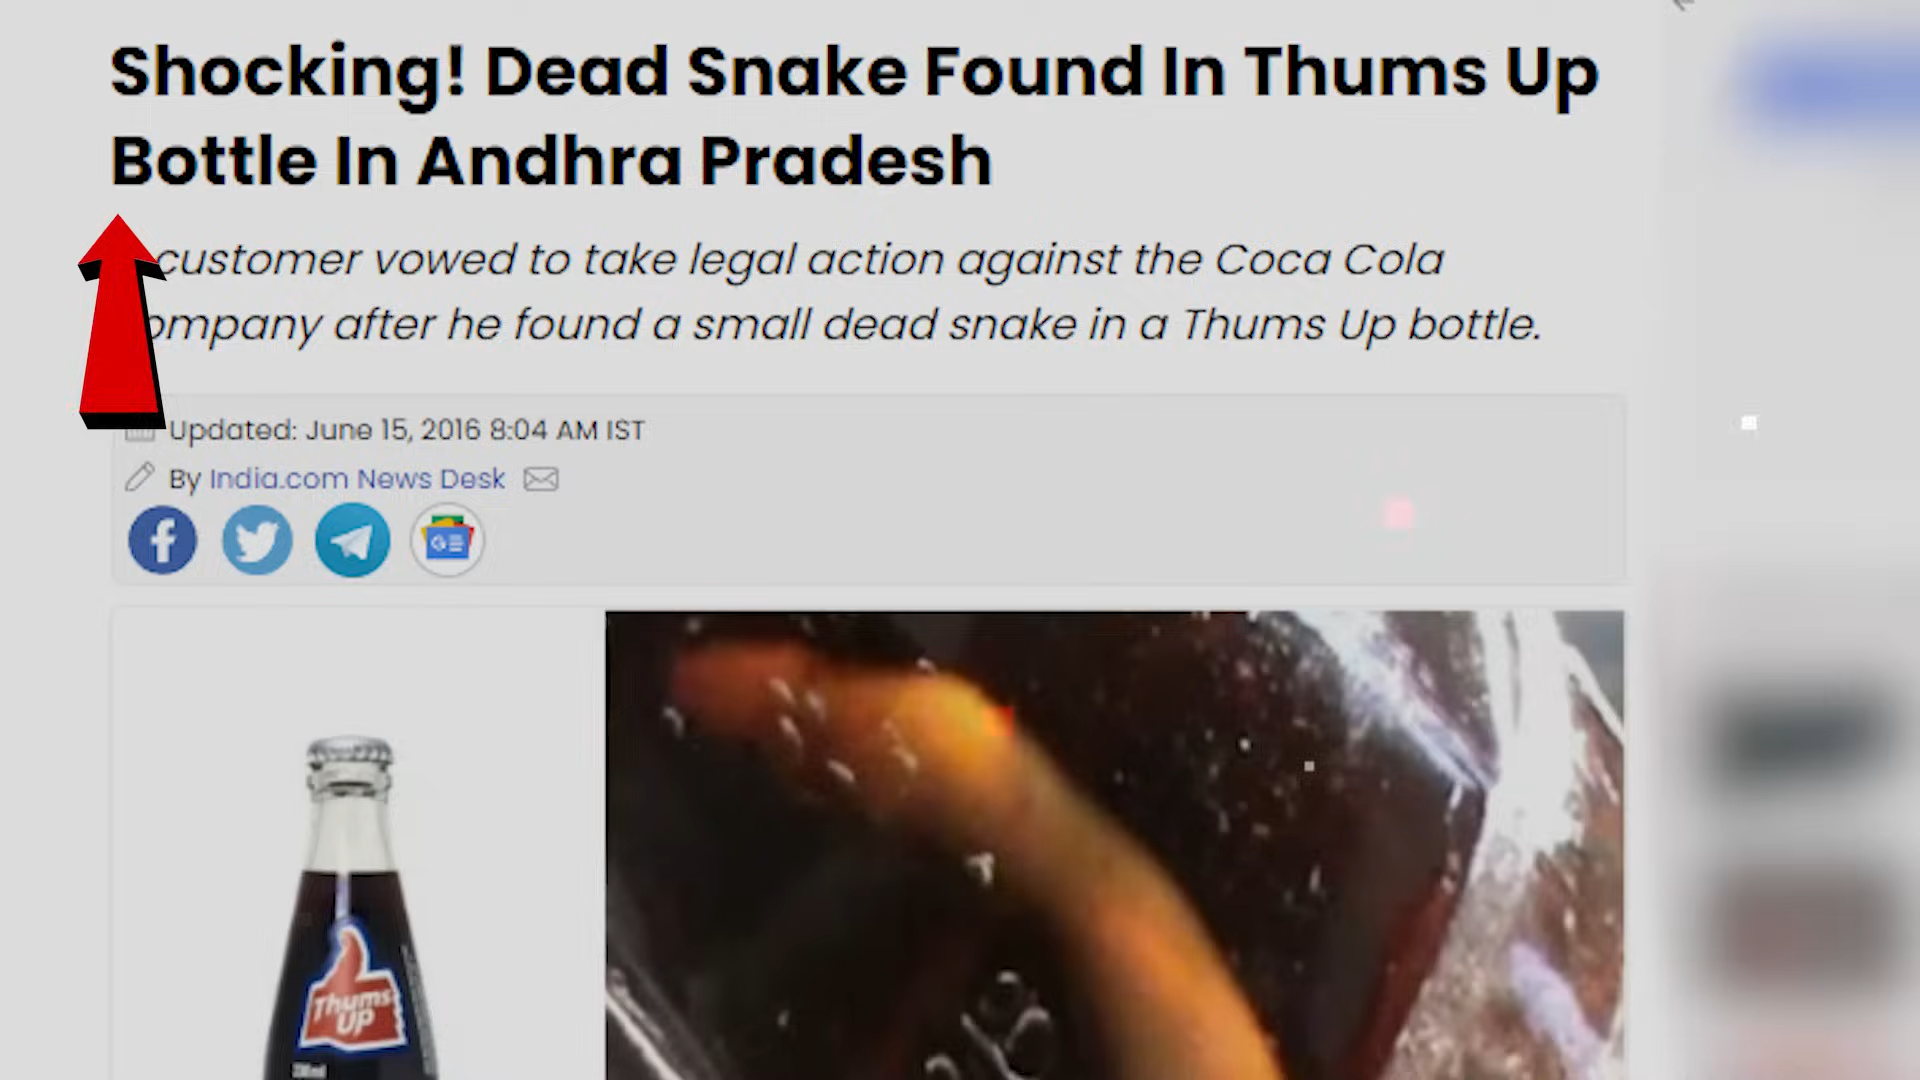 Shocking! Dead Snake Found In Thums Up
Bottle In Andhra Pradesh
customer vowed to take legal action against the Coca Cola
ompany after he found a small dead snake in a Thums Up bottle.
Updated: June 15, 2016 8:04 AM IST
By India.com News Desk
Thums
UP